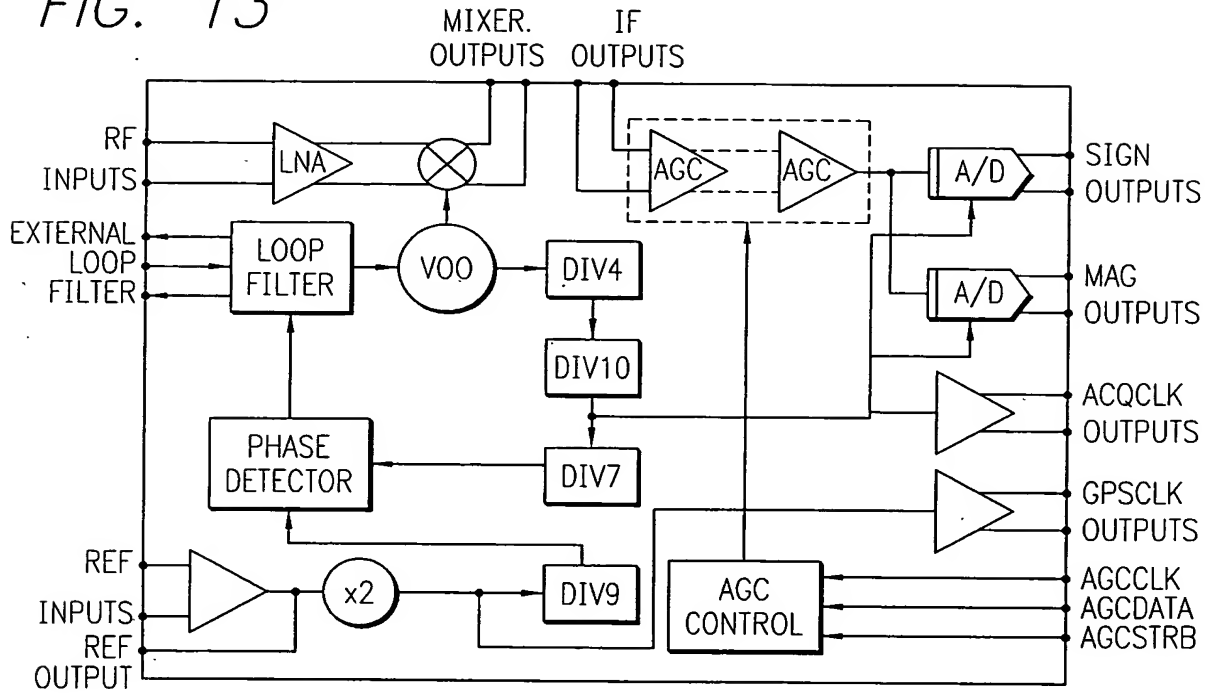 FIG. 13
MIXER.
OUTPUTS
IF
OUTPUTS
RF
INPUTS
LNA
AGC
AGC
A/D
SIGN
OUTPUTS
EXTERNAL
LOOP
FILTER
LOOP
FILTER
VOO
DIV4
A/D
MAG
OUTPUTS
DIV10
ACQCLK
OUTPUTS
PHASE
DETECTOR
DIV7
GPSCLK
OUTPUTS
REF
INPUTS
REF
OUTPUT
x2
DIV9
AGC
CONTROL
AGCCLK
AGCDATA
AGCSTRB